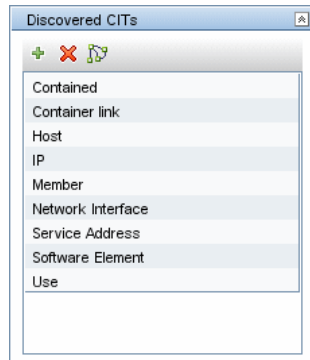 Discovered CITs
Contained
Container link
Host
IP
Member
Network Interface
Service Address
Software Element
Use